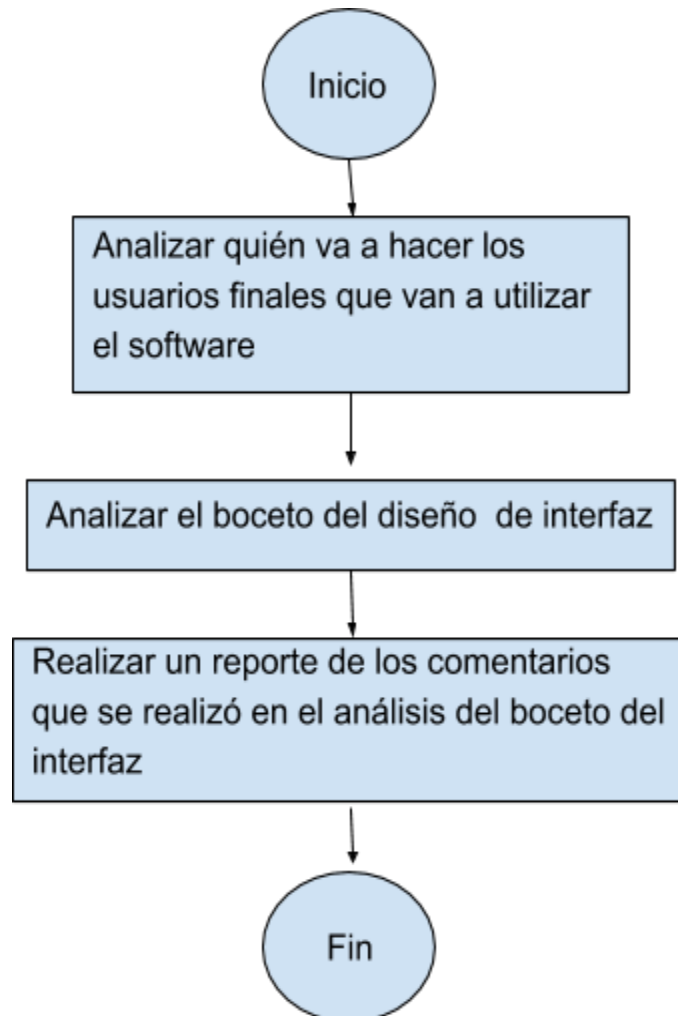 Inicio
Analizar quién va a hacer los
usuarios finales que van a utilizar
el software
Analizar el boceto del diseño de interfaz
Realizar un reporte de los comentarios
que se realizó en el análisis del boceto del
interfaz
Fin